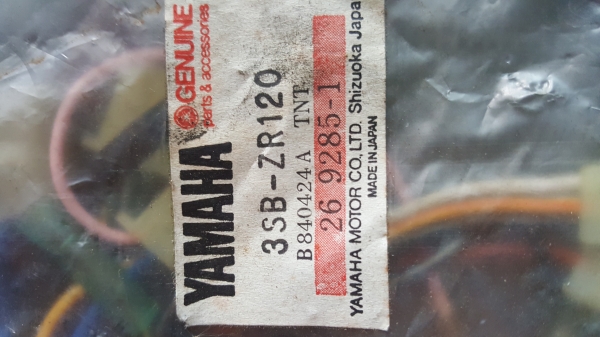 GENUINE
parts & accessories
YAMAHA
3SB-ZR120
B840424A TNT
26 9285-1
YAMAHA MOTOR CO., LTD. Shizuoka Japa
MADE IN JAPAN